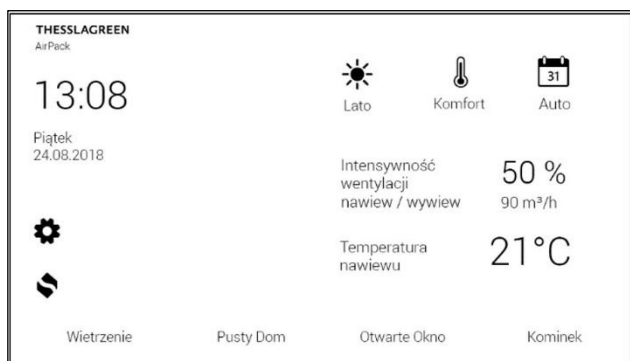 THESSLAGREEN
AirPack
13:08
Piątek
24.08.2018
31
Lato
Komfort
Auto
Intensywność
wentylacji
nawiew / wywiew
50 %
90 m³/h
Temperatura
nawiewu
21°C
Wietrzenie
Pusty Dom
Otwarte Okno
Kominek